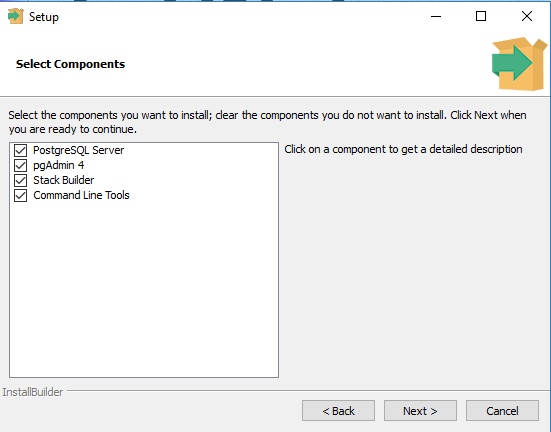 Setup
Select Components
Select the components you want to install; clear the components you do not want to install. Click Next when
you are ready to continue.
PostgreSQL Server
pgAdmin 4
Stack Builder
Command Line Tools
Click on a component to get a detailed description
InstallBuilder
< Back
Next >
Cancel